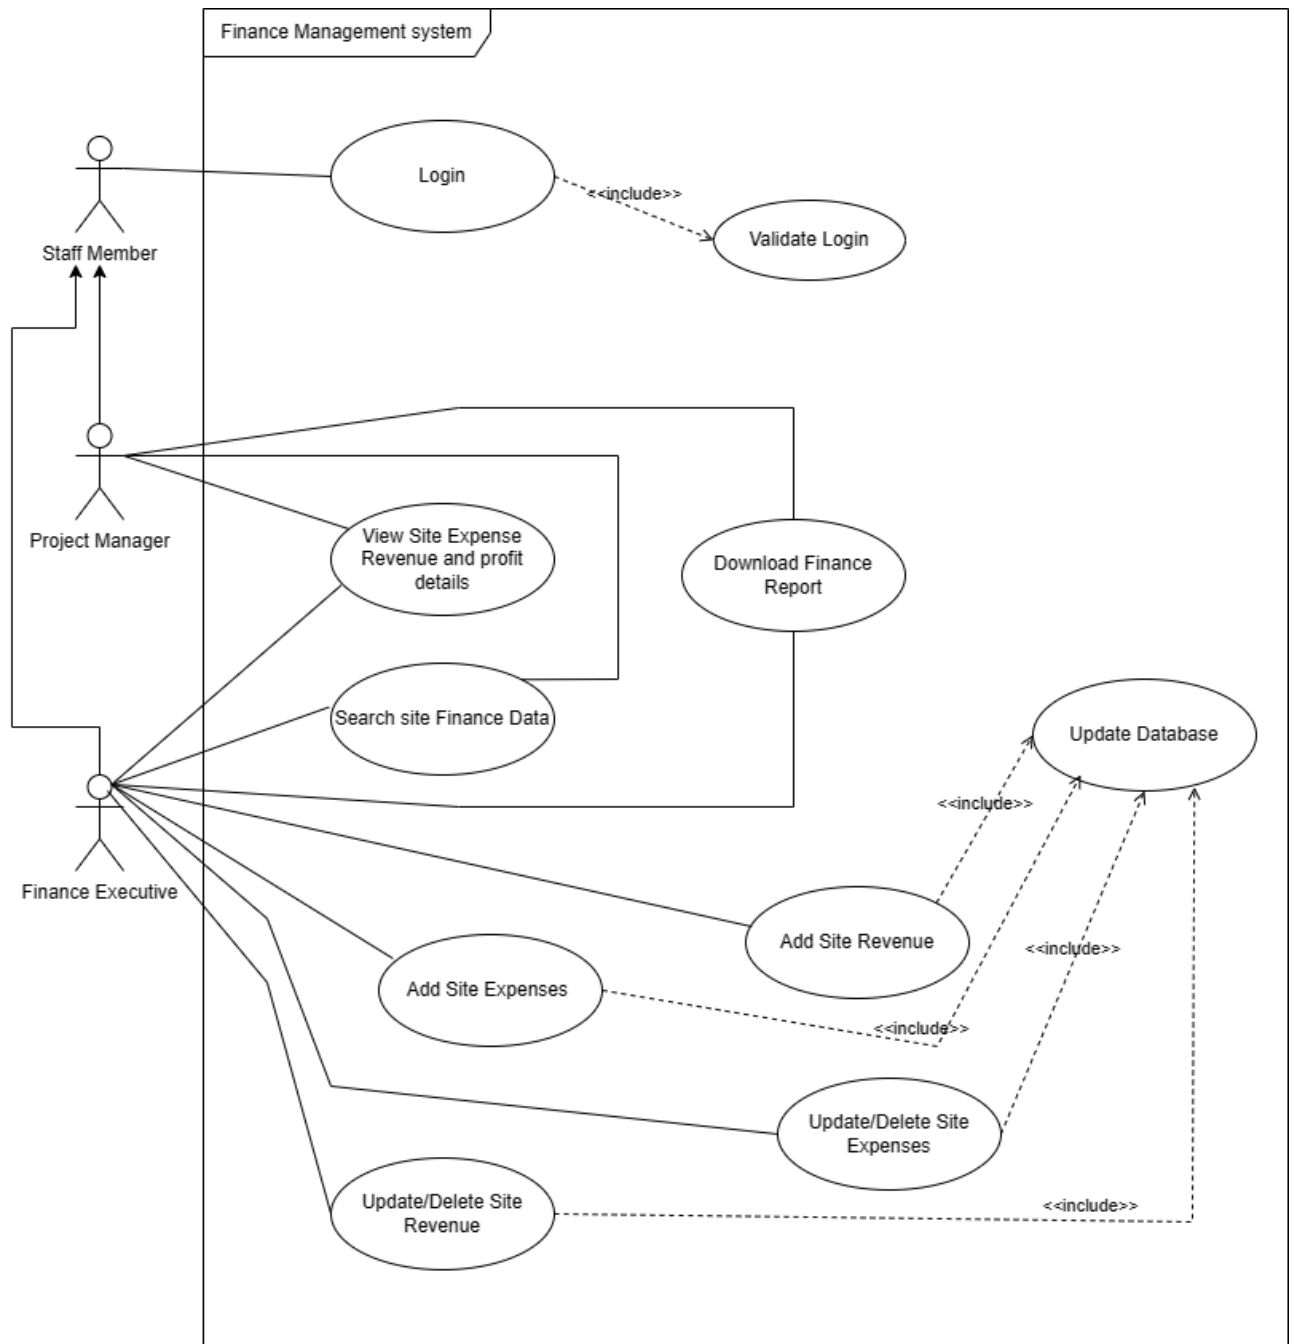 Finance Management system
Login
<<include>>
Validate Login
Staff Member
Project Manager
View Site Expense
Revenue and profit
details
Download Finance
Report
Search site Finance Data
Update Database
<<include>>
Finance Executive
Add Site Revenue
<<include>>
Add Site Expenses
<<include>>
Update/Delete Site
Expenses
Update/Delete Site
Revenue
<<include>>